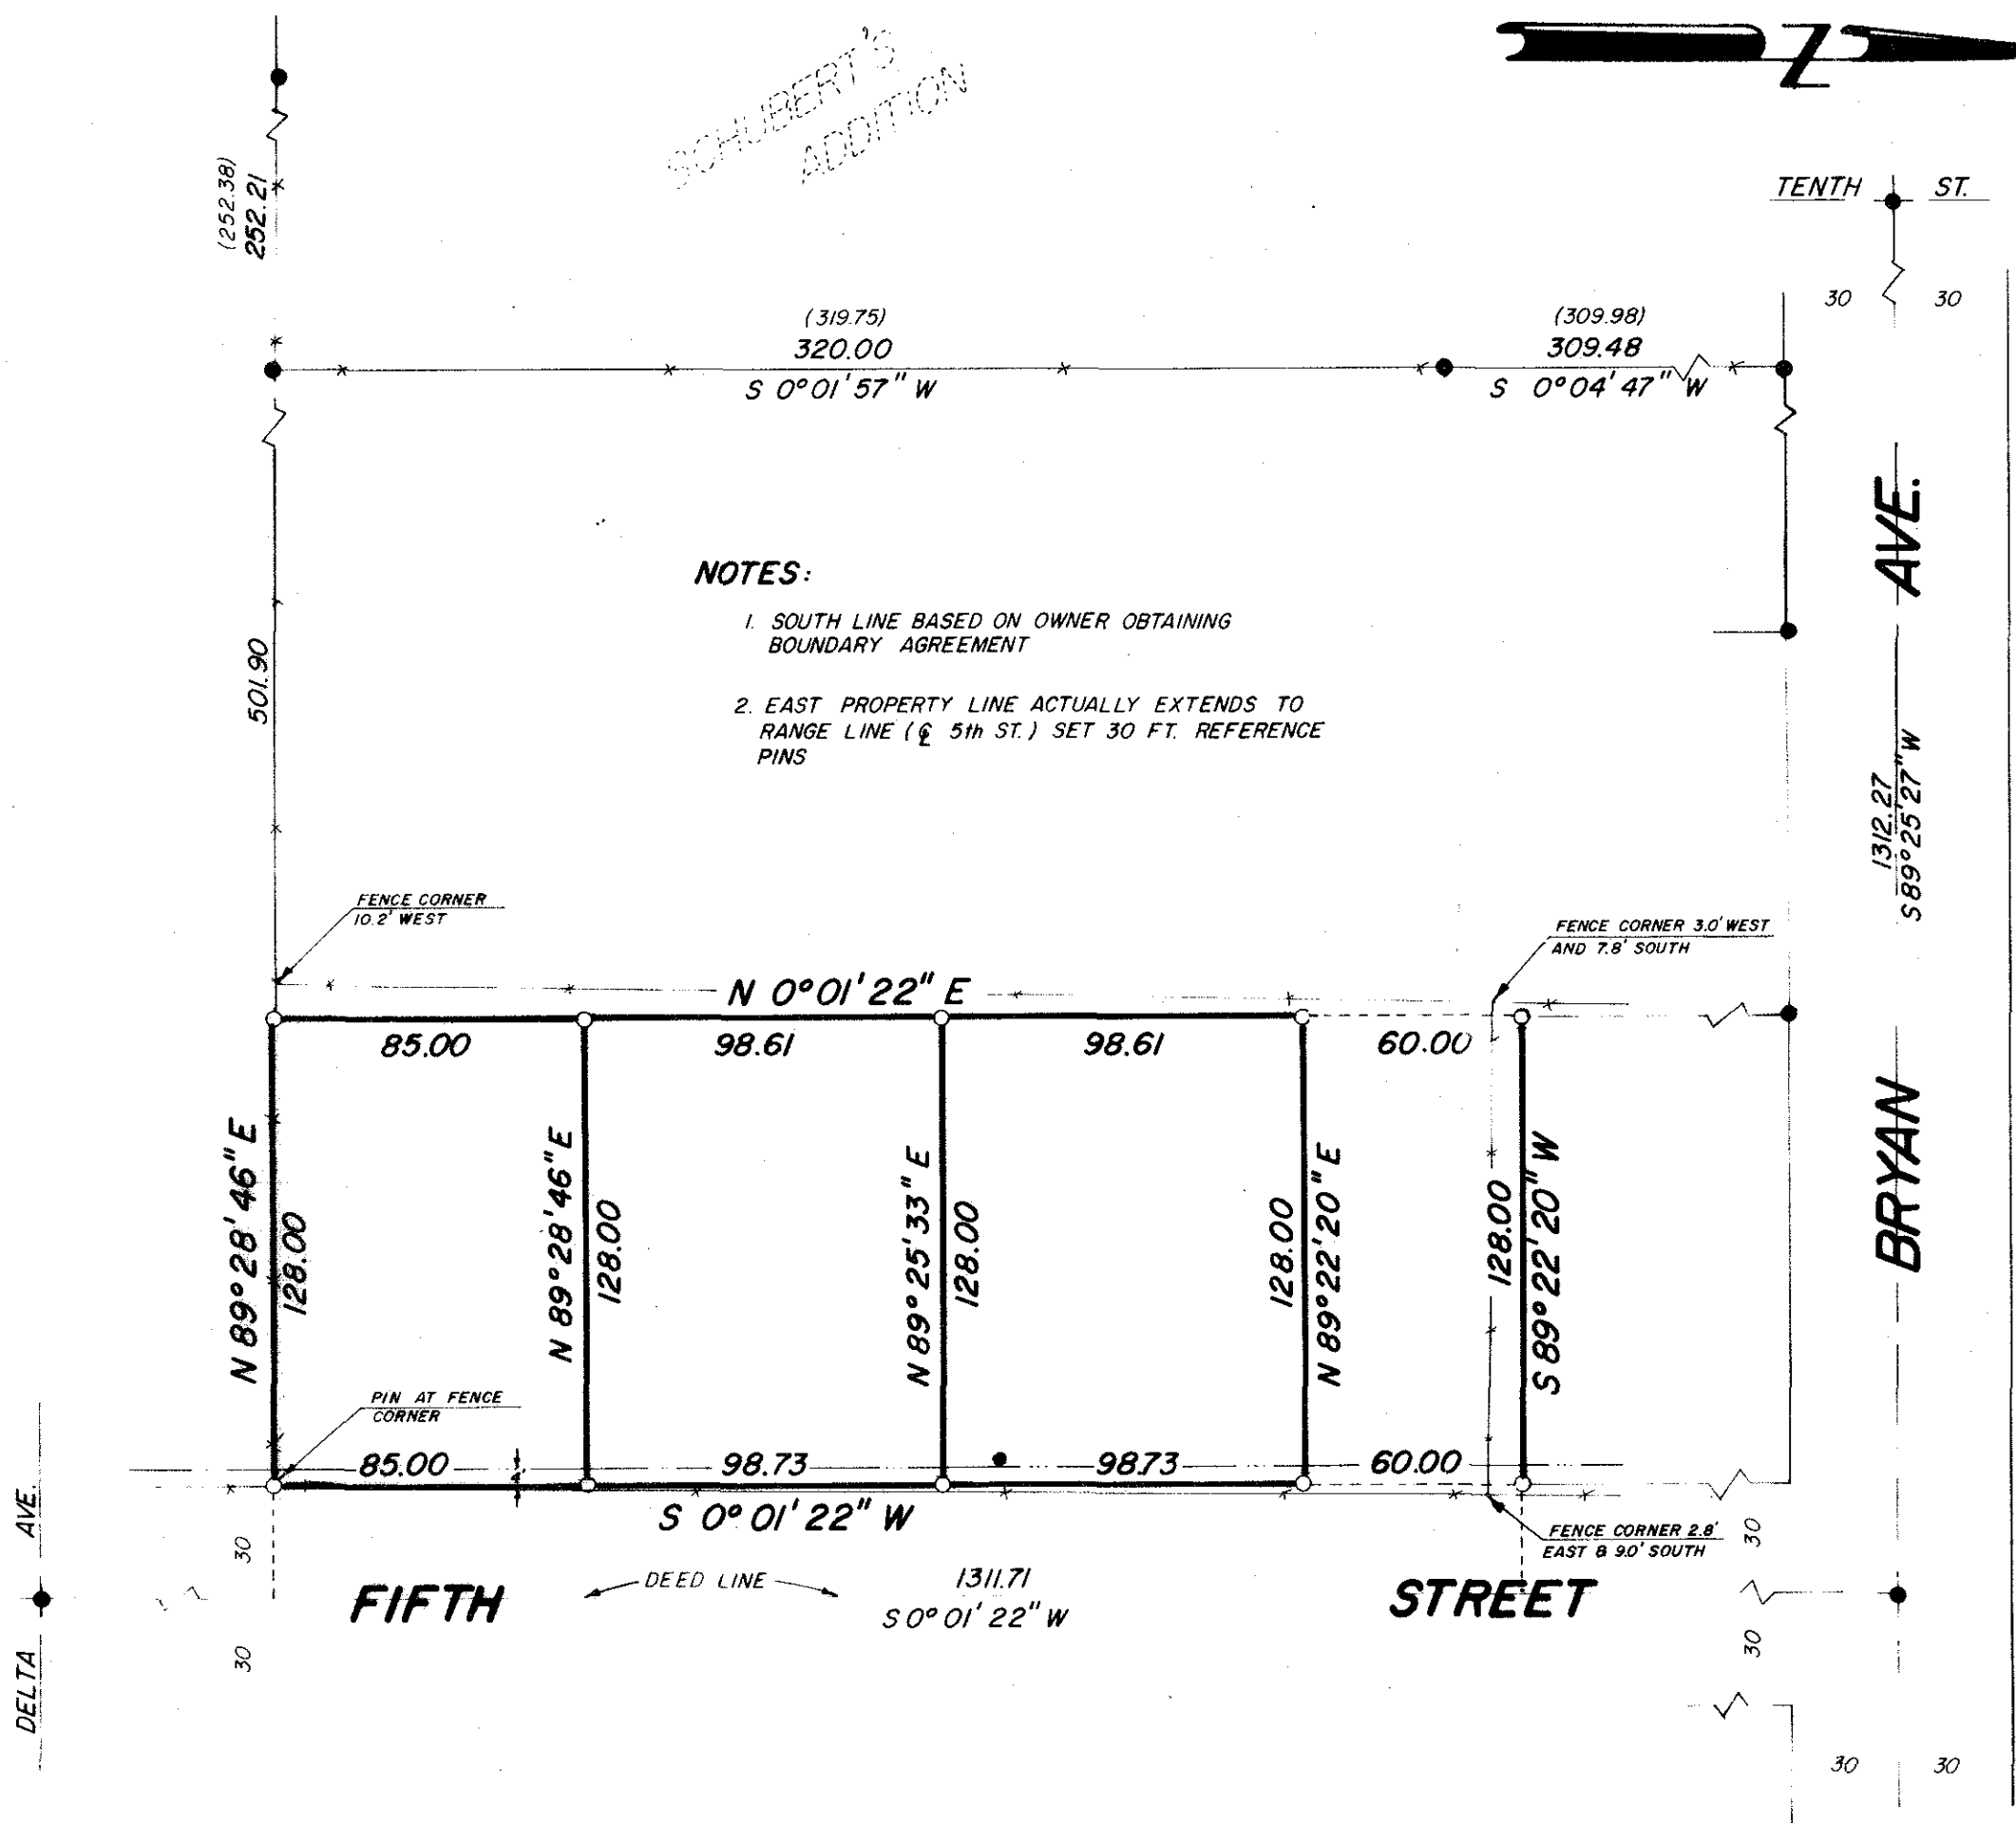 SCHUBERT'S
ADDITION
Z
TENTH ST.
30 30
(252.38)
252.21
(319.75)
320.00
S 0° 01' 57" W
(309.98)
309.48
S 0° 04' 47" W
NOTES:
1. SOUTH LINE BASED ON OWNER OBTAINING
BOUNDARY AGREEMENT
2. EAST PROPERTY LINE ACTUALLY EXTENDS TO
RANGE LINE (℄ 5th ST.) SET 30 FT. REFERENCE
PINS
501.90
BRYAN AVE.
1312.27
S 89° 25' 27" W
FENCE CORNER
10.2' WEST
FENCE CORNER 3.0' WEST
AND 7.8' SOUTH
N 0° 01' 22" E
85.00
98.61
98.61
60.00
N 89° 28' 46" E
128.00
N 89° 28' 46" E
128.00
N 89° 25' 33" E
128.00
128.00
N 89° 22' 20" E
128.00
S 89° 22' 20" W
PIN AT FENCE
CORNER
85.00
98.73
98.73
60.00
S 0° 01' 22" W
FENCE CORNER 2.8'
EAST & 9.0' SOUTH
DELTA AVE.
30
30
FIFTH STREET
DEED LINE
1311.71
S 0° 01' 22" W
30
30
30 30